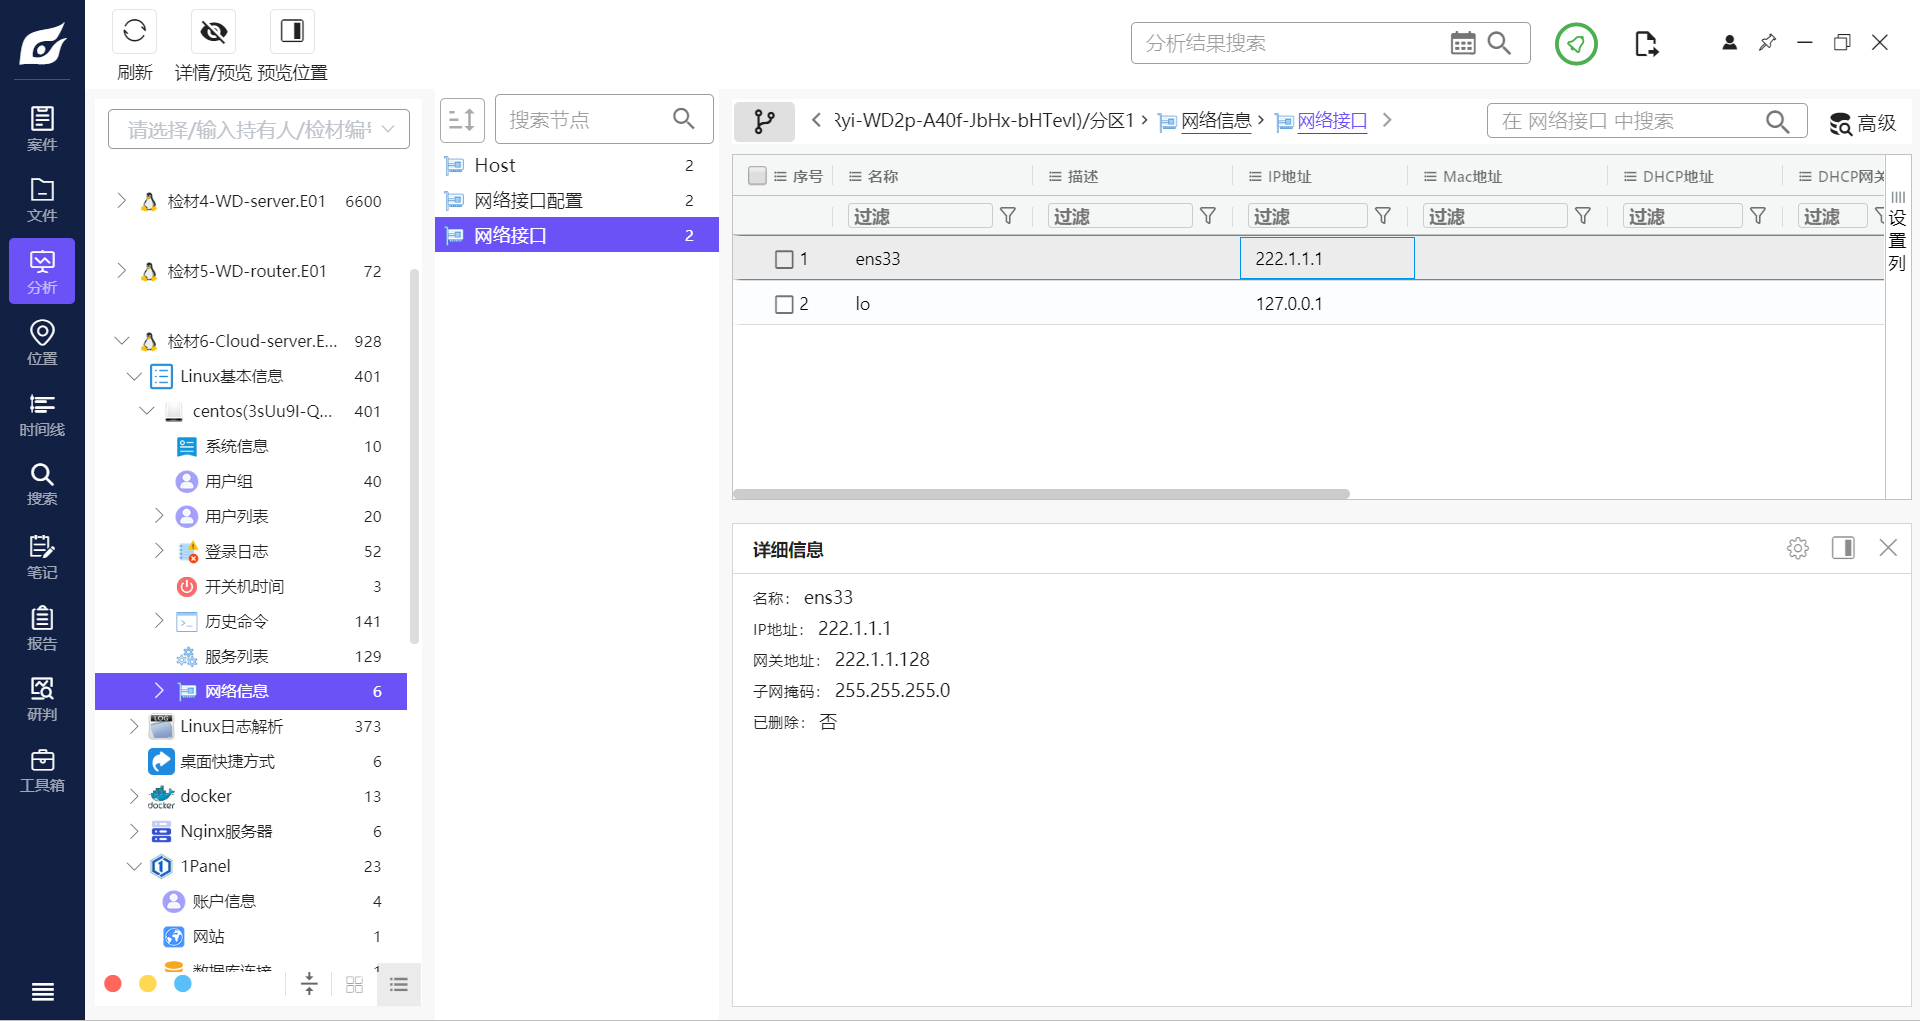 刷新
详情/预览
预览位置
分析结果搜索
案件
文件
分析
位置
时间线
搜索
笔记
报告
研判
工具箱
请选择/输入持有人/检材编号
检材4-WD-server.E01 6600
检材5-WD-router.E01 72
检材6-Cloud-server.E... 928
Linux基本信息 401
centos(3sUu9I-Q... 401
系统信息 10
用户组 40
用户列表 20
登录日志 52
开关机时间 3
历史命令 141
服务列表 129
网络信息 6
Linux日志解析 373
桌面快捷方式 6
docker 13
Nginx服务器 6
1Panel 23
账户信息 4
网站 1
数据库连接 1
搜索节点
Host 2
网络接口配置 2
网络接口 2
Ryi-WD2p-A40f-JbHx-bHTevl)/分区1 › 网络信息 › 网络接口
在 网络接口 中搜索
高级
序号 名称 描述 IP地址 Mac地址 DHCP地址 DHCP网关
过滤 过滤 过滤 过滤 过滤 过滤
1 ens33 222.1.1.1
2 lo 127.0.0.1
设置列
详细信息
名称： ens33
IP地址： 222.1.1.1
网关地址： 222.1.1.128
子网掩码： 255.255.255.0
已删除： 否